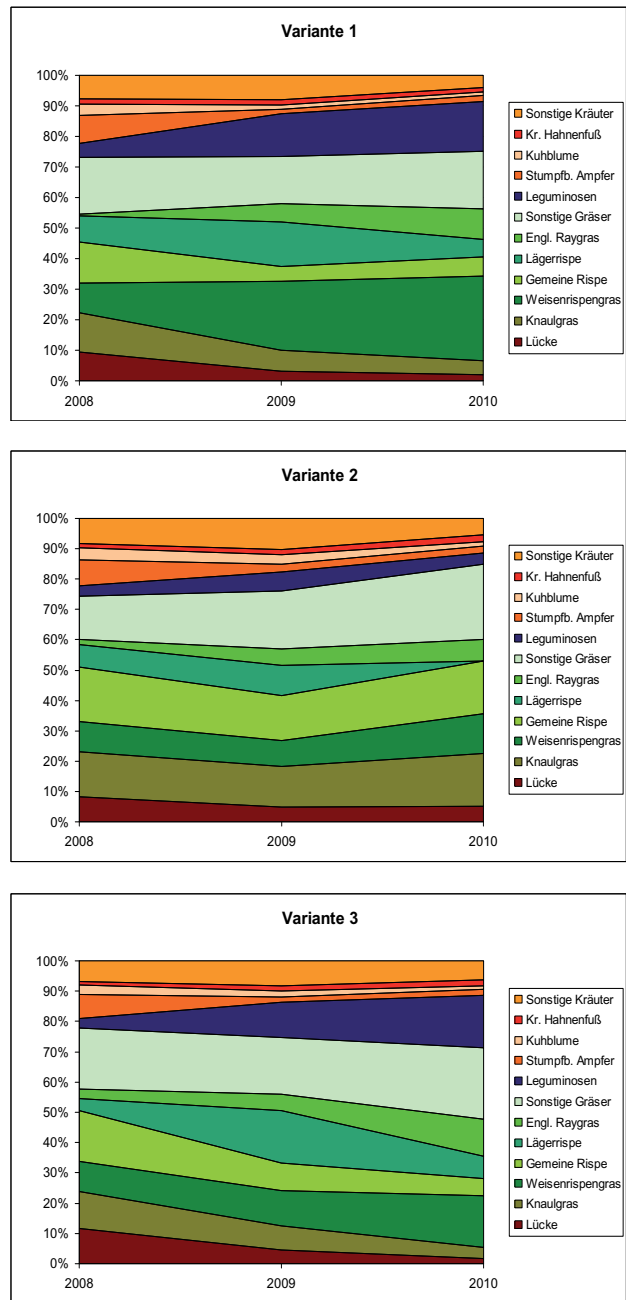 Variante 1
100%
90%
80%
70%
60%
50%
40%
30%
20%
10%
0%
2008 2009 2010
Sonstige Kräuter
Kr. Hahnenfuß
Kuhblume
Stumpfb. Ampfer
Leguminosen
Sonstige Gräser
Engl. Raygras
Lägerrispe
Gemeine Rispe
Weisenrispengras
Knaulgras
Lücke
Variante 2
100%
90%
80%
70%
60%
50%
40%
30%
20%
10%
0%
2008 2009 2010
Sonstige Kräuter
Kr. Hahnenfuß
Kuhblume
Stumpfb. Ampfer
Leguminosen
Sonstige Gräser
Engl. Raygras
Lägerrispe
Gemeine Rispe
Weisenrispengras
Knaulgras
Lücke
Variante 3
100%
90%
80%
70%
60%
50%
40%
30%
20%
10%
0%
2008 2009 2010
Sonstige Kräuter
Kr. Hahnenfuß
Kuhblume
Stumpfb. Ampfer
Leguminosen
Sonstige Gräser
Engl. Raygras
Lägerrispe
Gemeine Rispe
Weisenrispengras
Knaulgras
Lücke